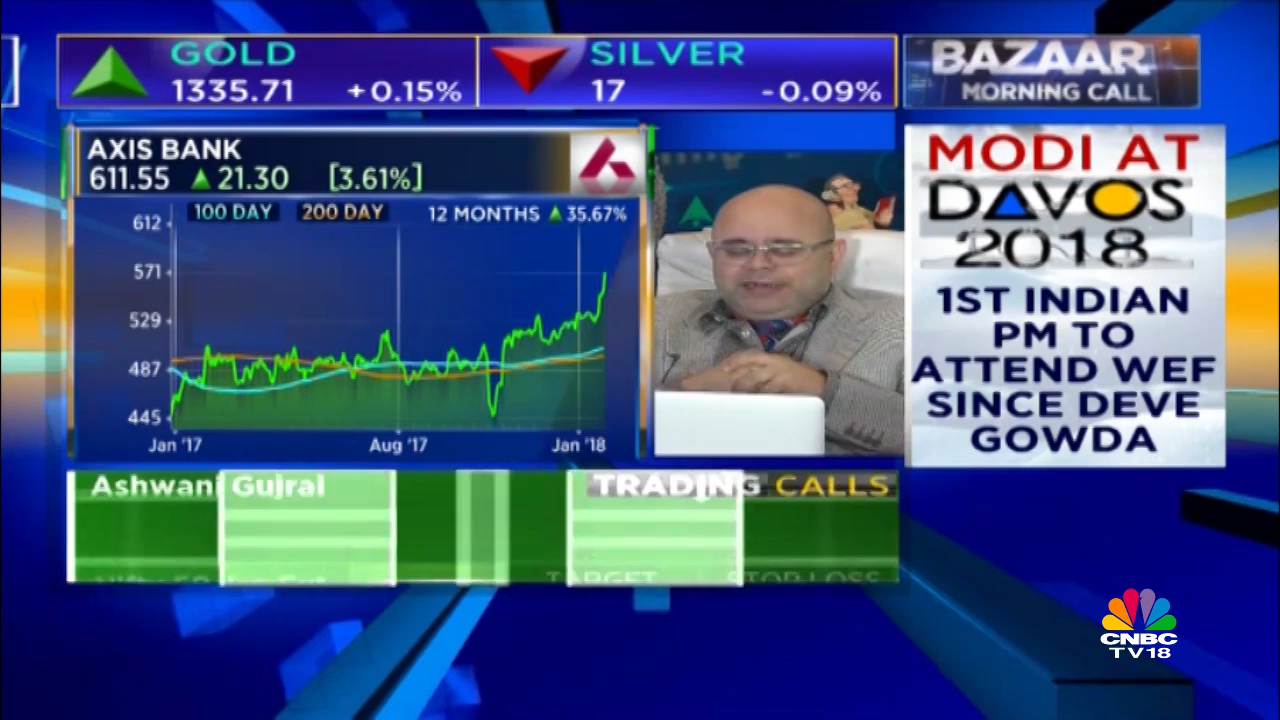 GOLD
1335.71 +0.15%
SILVER
17 -0.09%
BAZAAR
MORNING CALL
AXIS BANK
611.55 21.30 [3.61%]
100 DAY 200 DAY 12 MONTHS 35.67%
612
571
529
487
445
Jan '17 Aug '17 Jan '18
MODI AT
DAVOS
2018
1ST INDIAN
PM TO
ATTEND WEF
SINCE DEVE
GOWDA
Ashwani Gujral
TRADING CALLS
TARGET STOP LOSS
CNBC
TV18